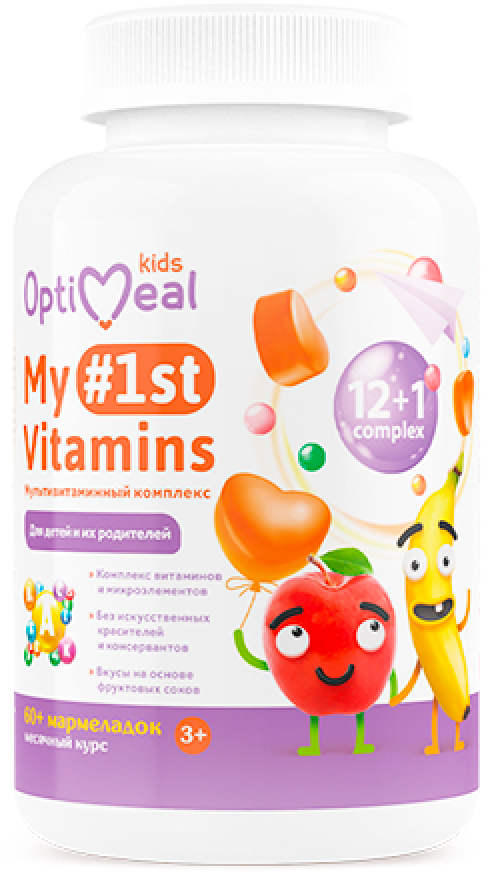 kids
OptiMeal
My #1st
Vitamins
Мультивитаминный комплекс
Для детей и их родителей
Комплекс витаминов
и микроэлементов
Без искусственных
красителей
и консервантов
Вкусы на основе
фруктовых соков
60+ мармеладок
месячный курс
3+
12+1
complex
A